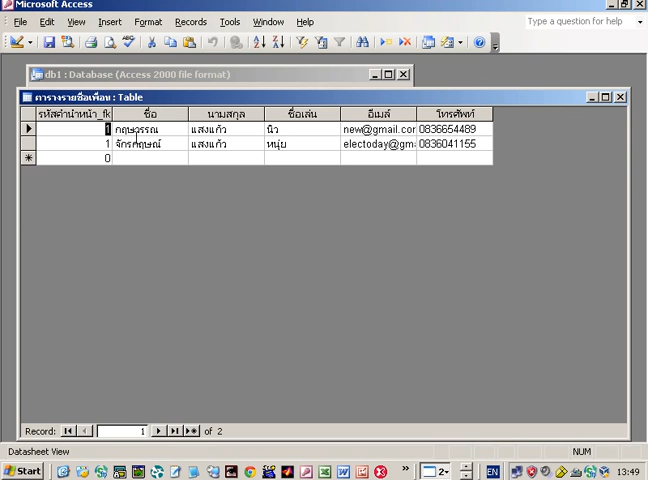 Microsoft Access
File Edit View Insert Format Records Tools Window Help
Type a question for help
db1 : Database (Access 2000 file format)
ตารางรายชื่อเพื่อน : Table
รหัสคำนำหน้า_fk ชื่อ นามสกุล ชื่อเล่น อีเมล์ โทรศัพท์
1 กฤษวรรณ แสงแก้ว นิว new@gmail.cor 0836654489
1 จักรกฤษณ์ แสงแก้ว หนุ่ย electoday@gma 0836041155
0
Record: 1 of 2
Datasheet View NUM
Start 2 EN 13:49